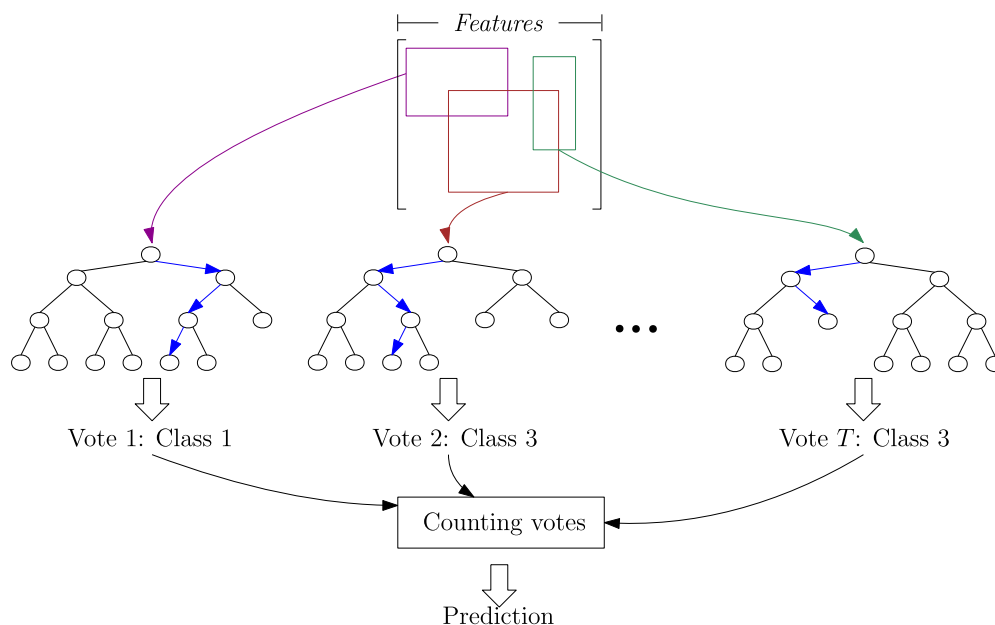 Features
Vote 1: Class 1
Vote 2: Class 3
Vote T: Class 3
Counting votes
Prediction